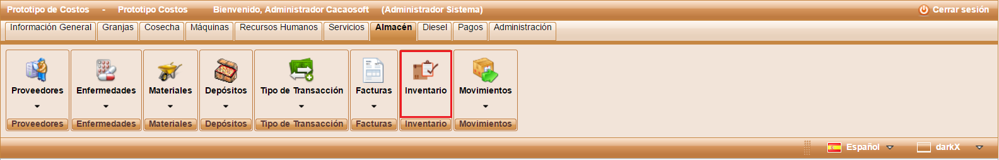 Prototipo de Costos - Prototipo Costos Bienvenido, Administrador Cacaosoft (Administrador Sistema) Cerrar sesión
Información General Granjas Cosecha Máquinas Recursos Humanos Servicios Almacén Diesel Pagos Administración
Proveedores Enfermedades Materiales Depósitos Tipo de Transacción Facturas Inventario Movimientos
Proveedores Enfermedades Materiales Depósitos Tipo de Transacción Facturas Inventario Movimientos
Español darkX